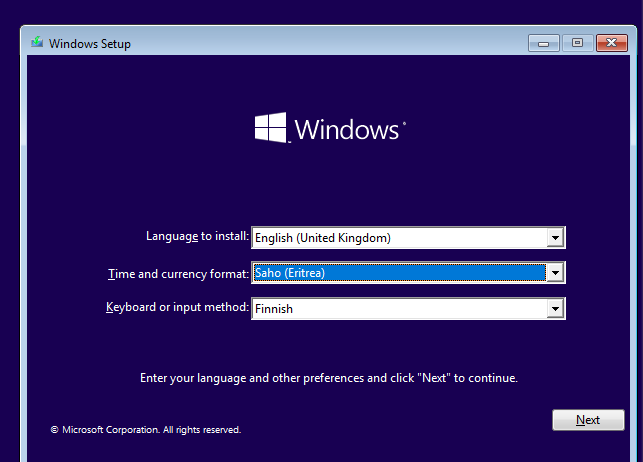 Windows Setup
Windows
Language to install: English (United Kingdom)
Time and currency format: Saho (Eritrea)
Keyboard or input method: Finnish
Enter your language and other preferences and click "Next" to continue.
Next
© Microsoft Corporation. All rights reserved.